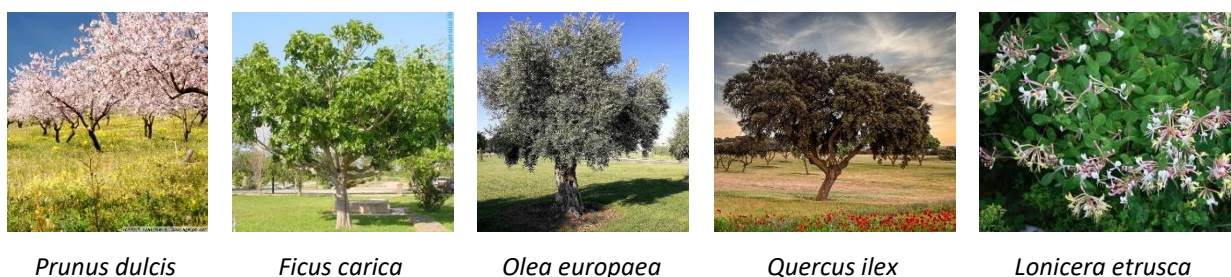 Prunus dulcis
Ficus carica
Olea europaea
Quercus ilex
Lonicera etrusca